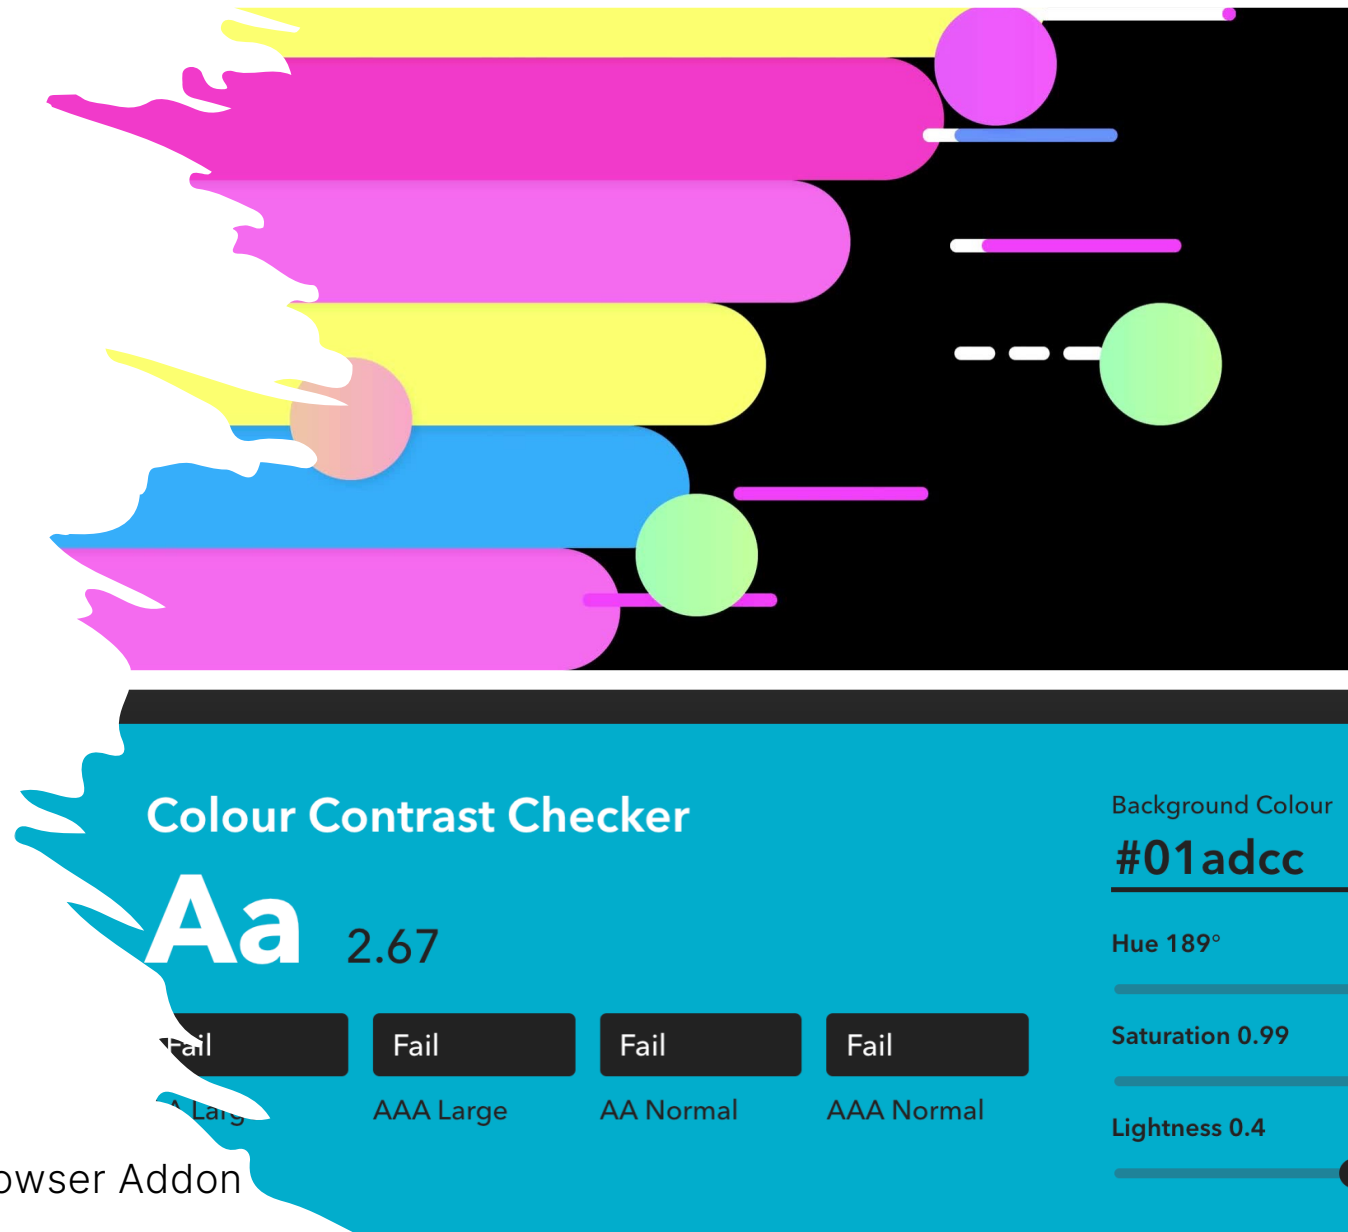 Colour Contrast Checker
Aa 2.67
Fail Fail Fail Fail
AAA Large AA Normal AAA Normal
Background Colour
#01adcc
Hue 189°
Saturation 0.99
Lightness 0.4
Addon